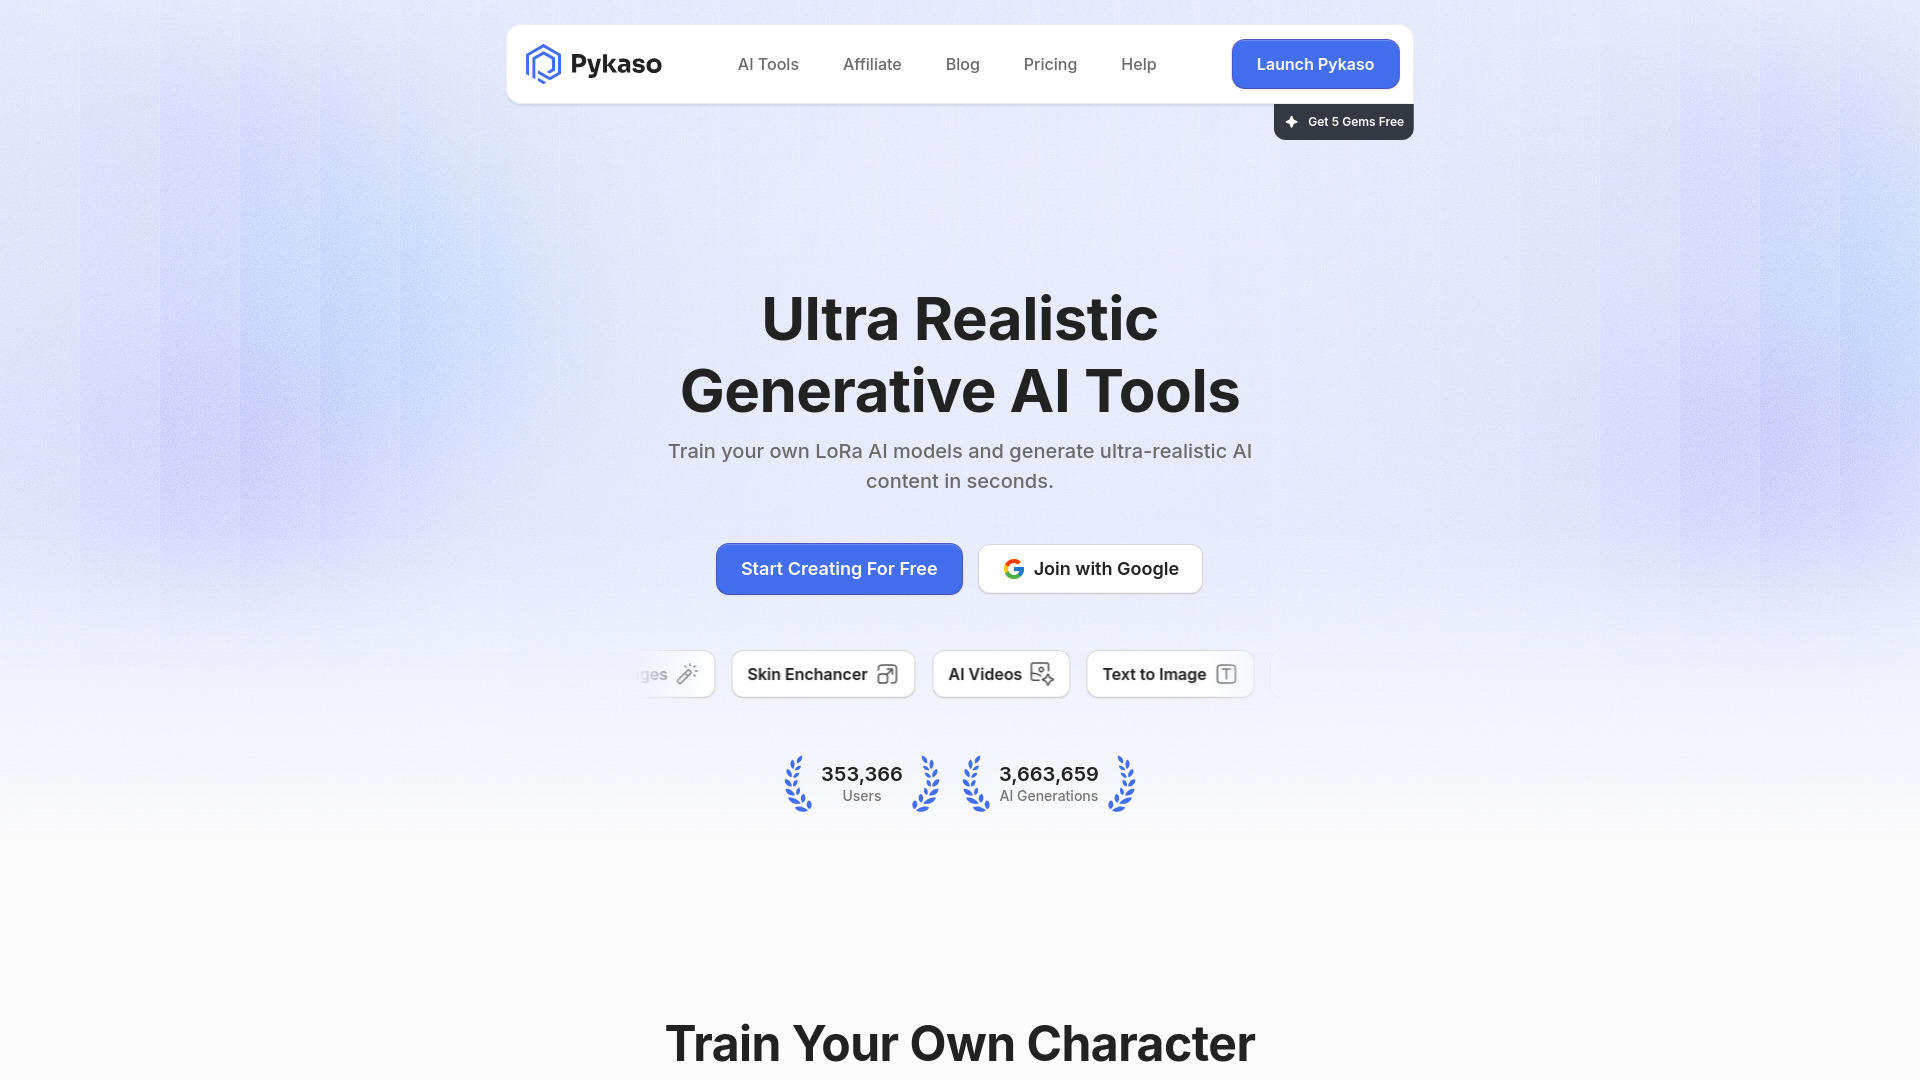 Pykaso
AI Tools
Affiliate
Blog
Pricing
Help
Launch Pykaso
Get 5 Gems Free
Ultra Realistic
Generative AI Tools
Train your own LoRa AI models and generate ultra-realistic AI
content in seconds.
Start Creating For Free
Join with Google
Skin Enchancer
AI Videos
Text to Image
353,366
Users
3,663,659
AI Generations
Train Your Own Character